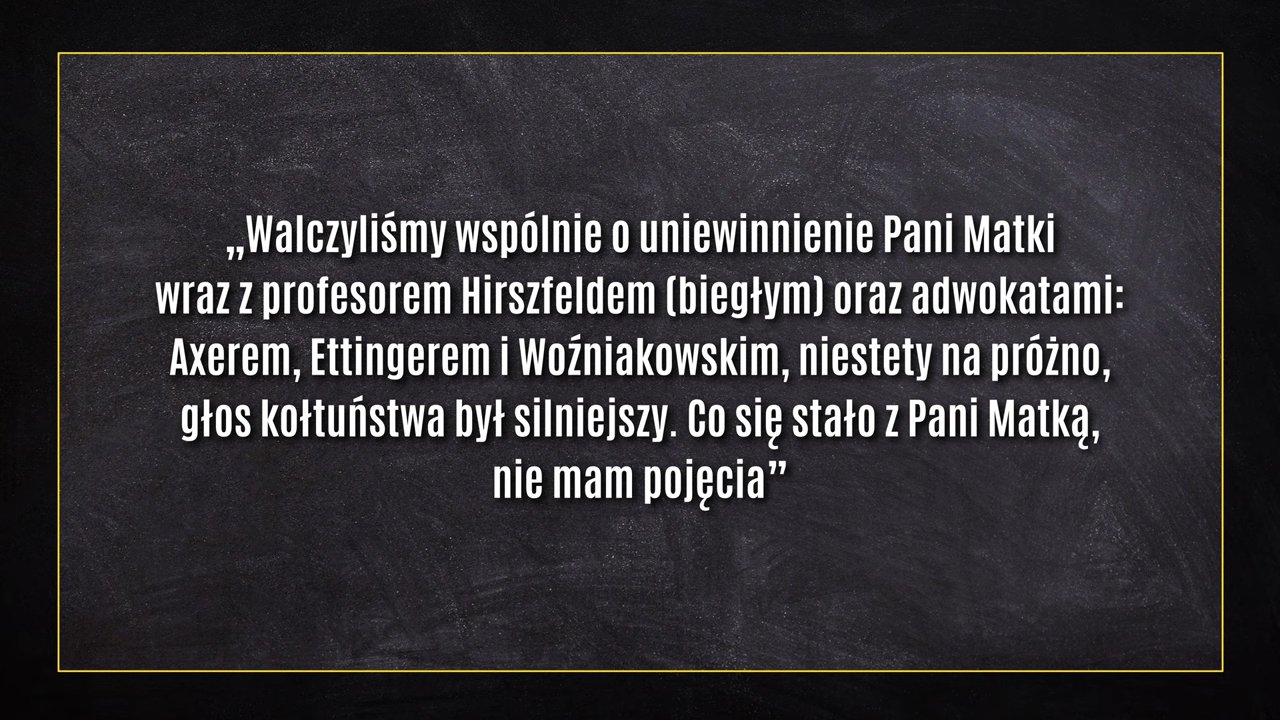 „Walczyliśmy wspólnie o uniewinnienie Pani Matki
wraz z profesorem Hirszfeldem (biegłym) oraz adwokatami:
Axerem, Ettingerem i Woźniakowskim, niestety na próżno,
głos kołtuństwa był silniejszy. Co się stało z Pani Matką,
nie mam pojęcia”